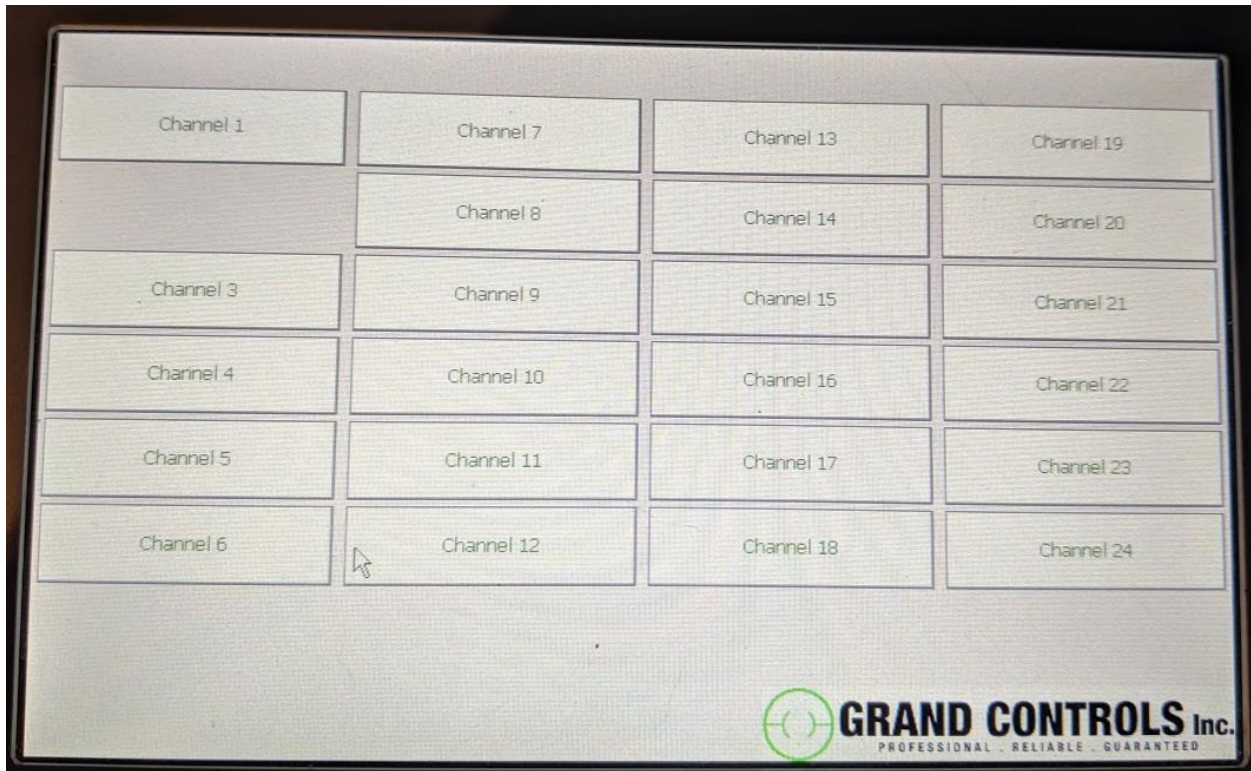 Channel 1
Channel 7
Channel 13
Channel 19
Channel 8
Channel 14
Channel 20
Channel 3
Channel 9
Channel 15
Channel 21
Channel 4
Channel 10
Channel 16
Channel 22
Channel 5
Channel 11
Channel 17
Channel 23
Channel 6
Channel 12
Channel 18
Channel 24
GRAND CONTROLS Inc.
PROFESSIONAL . RELIABLE . GUARANTEED